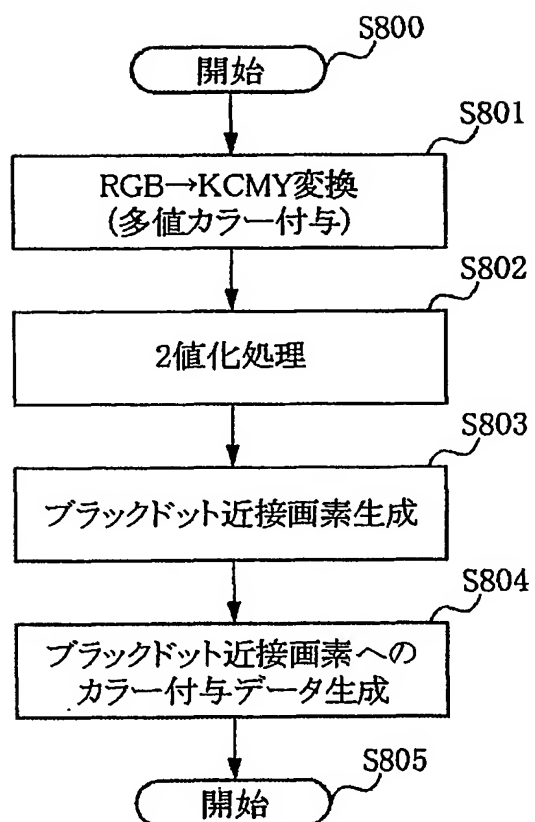 S800
開始
S801
RGB→KCMY変換
(多値カラー付与)
S802
2値化処理
S803
ブラックドット近接画素生成
S804
ブラックドット近接画素への
カラー付与データ生成
S805
開始